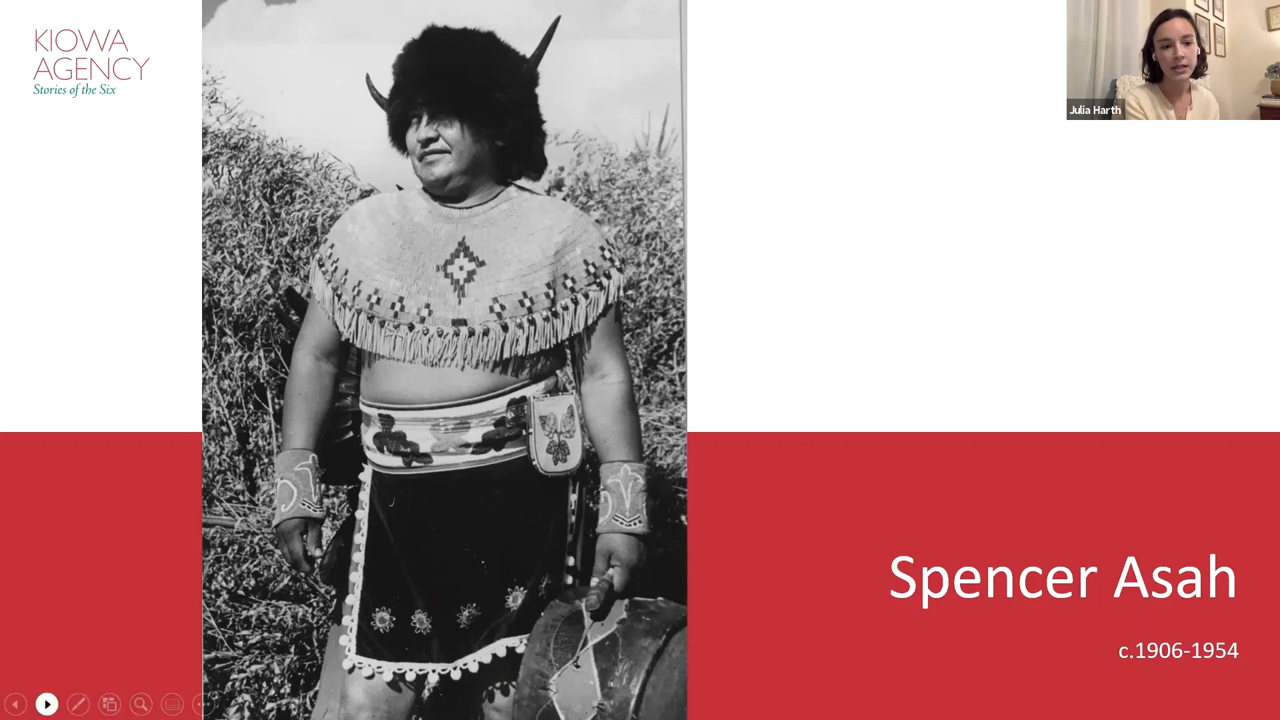 KIOWA
AGENCY
Stories of the Six
Julia Harth
Spencer Asah
c.1906-1954